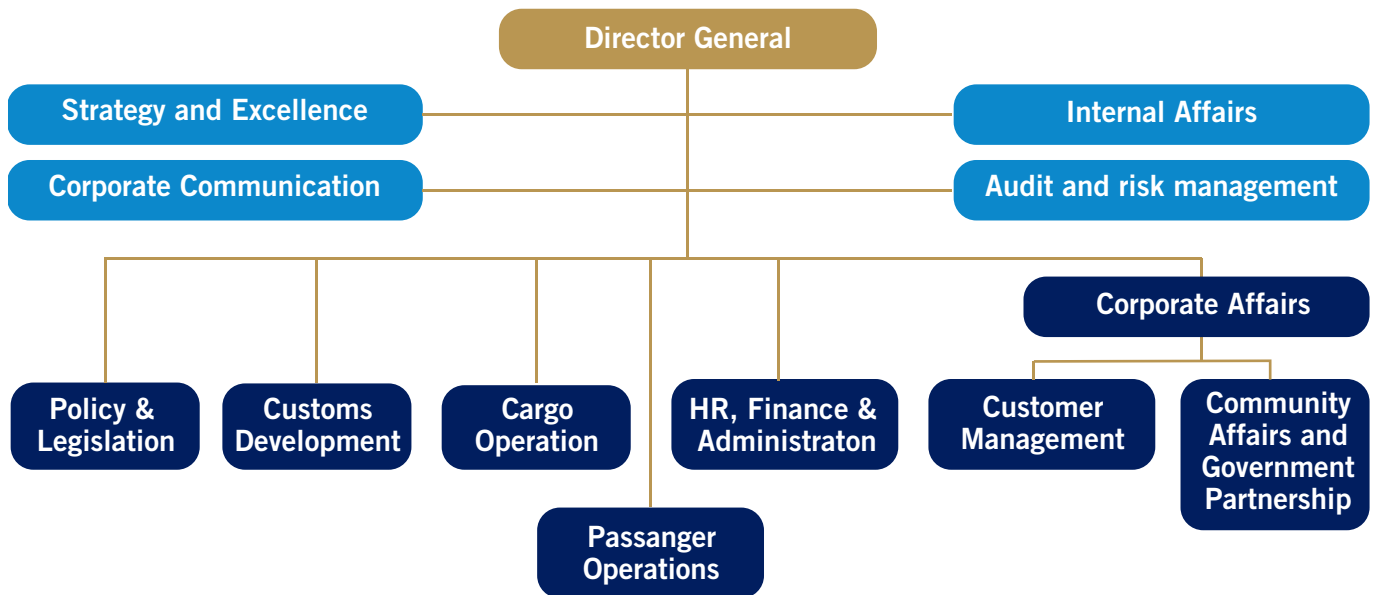 Director General
Strategy and Excellence
Internal Affairs
Corporate Communication
Audit and risk management
Corporate Affairs
Policy &
Legislation
Customs
Development
Cargo
Operation
HR, Finance &
Administraton
Customer
Management
Community
Affairs and
Government
Partnership
Passanger
Operations